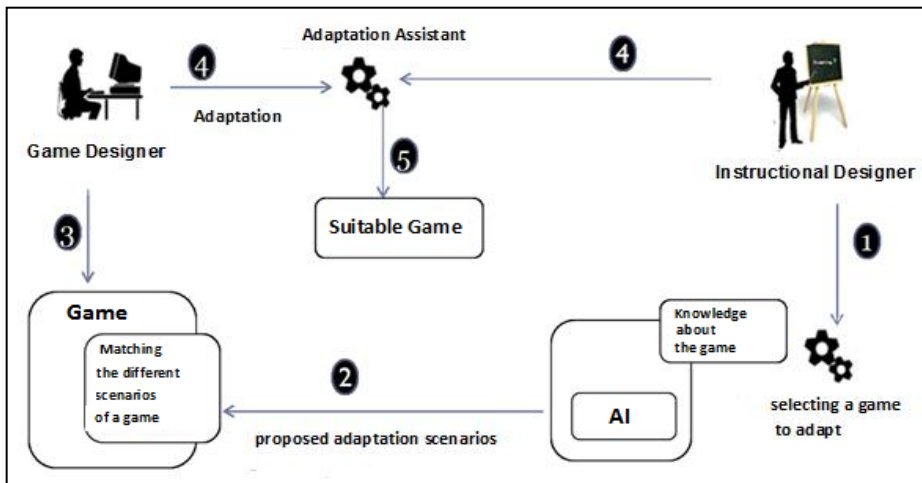 Adaptation Assistant
4
4
Adaptation
Game Designer
Instructional Designer
5
3
Suitable Game
1
Game
Matching
the different
scenarios
of a game
Knowledge
about
the game
2
AI
proposed adaptation scenarios
selecting a game
to adapt